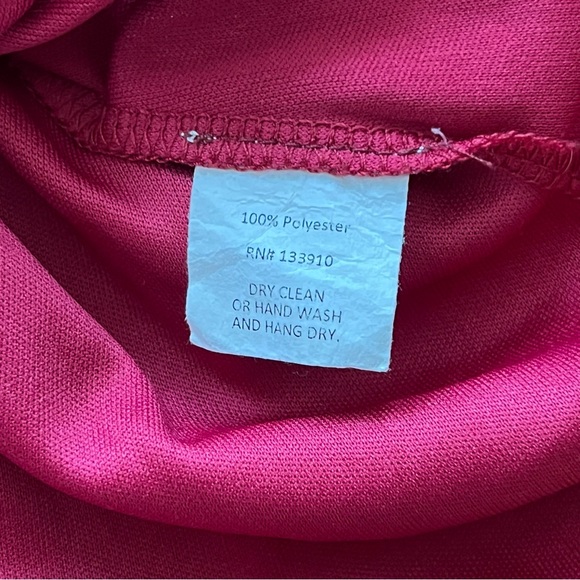 100% Polyester
RN# 133910
DRY CLEAN
OR HAND WASH
AND HANG DRY.